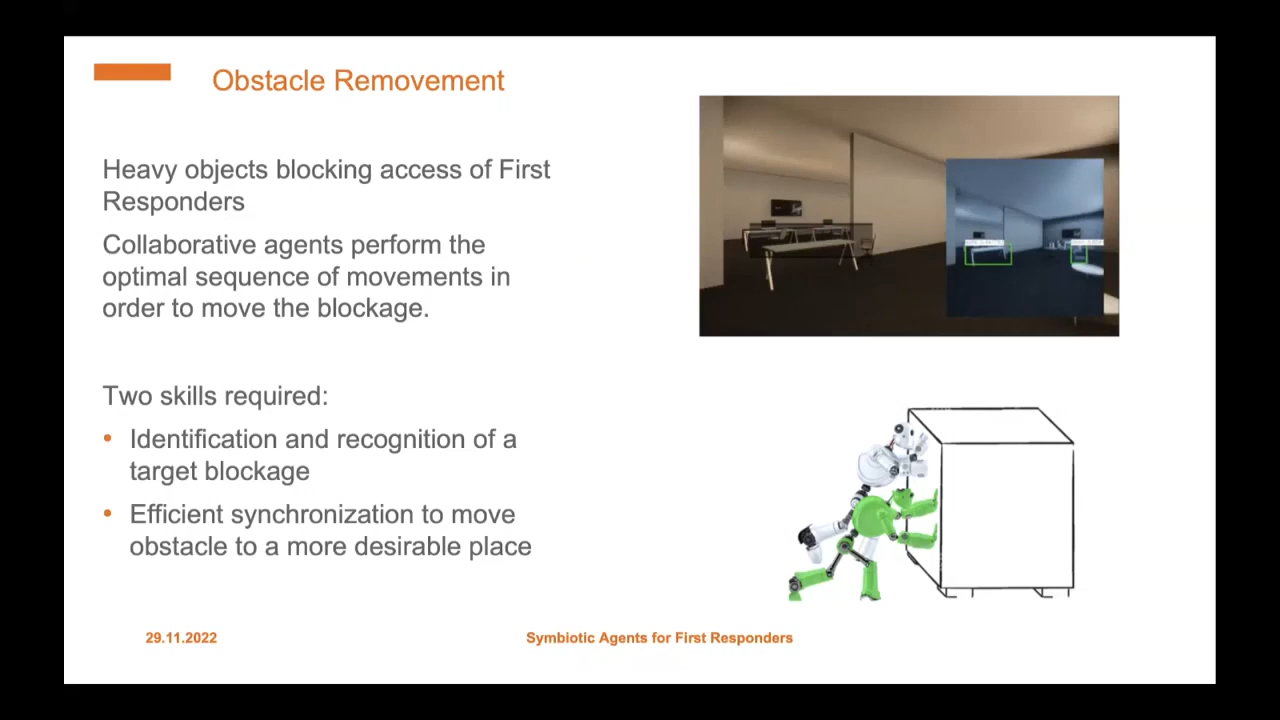 Obstacle Removement
Heavy objects blocking access of First
Responders
Collaborative agents perform the
optimal sequence of movements in
order to move the blockage.
Two skills required:
• Identification and recognition of a
target blockage
• Efficient synchronization to move
obstacle to a more desirable place
29.11.2022
Symbiotic Agents for First Responders